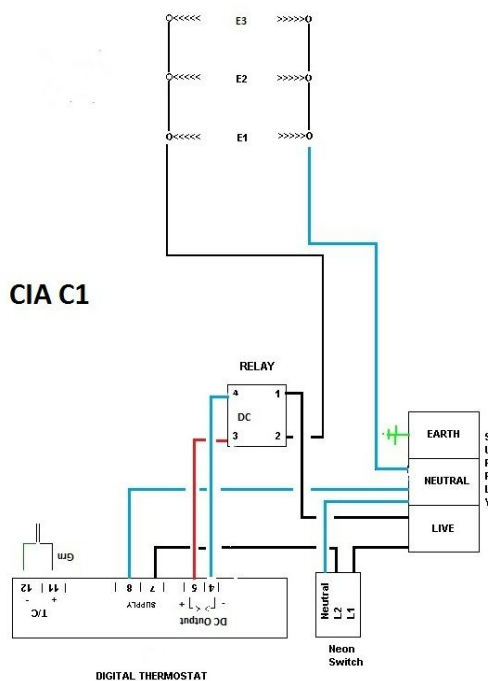 <<<<< E3 >>>>>
<<<<< E2 >>>>>
<<<<< E1 >>>>>
CIA C1
RELAY
4 1
DC
3 2
EARTH
NEUTRAL
LIVE
SUPPLY
Grn
12 11 8 7 5 4
- + SUPPLY + < > -
T/C DC Output
Neutral
L2
L1
Neon
Switch
DIGITAL THERMOSTAT